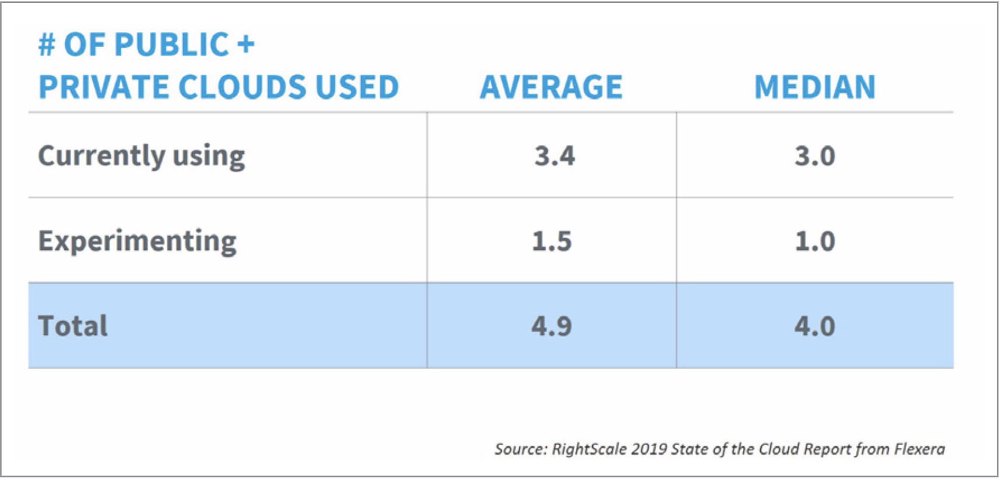 # OF PUBLIC +
PRIVATE CLOUDS USED AVERAGE MEDIAN
Currently using 3.4 3.0
Experimenting 1.5 1.0
Total 4.9 4.0
Source: RightScale 2019 State of the Cloud Report from Flexera